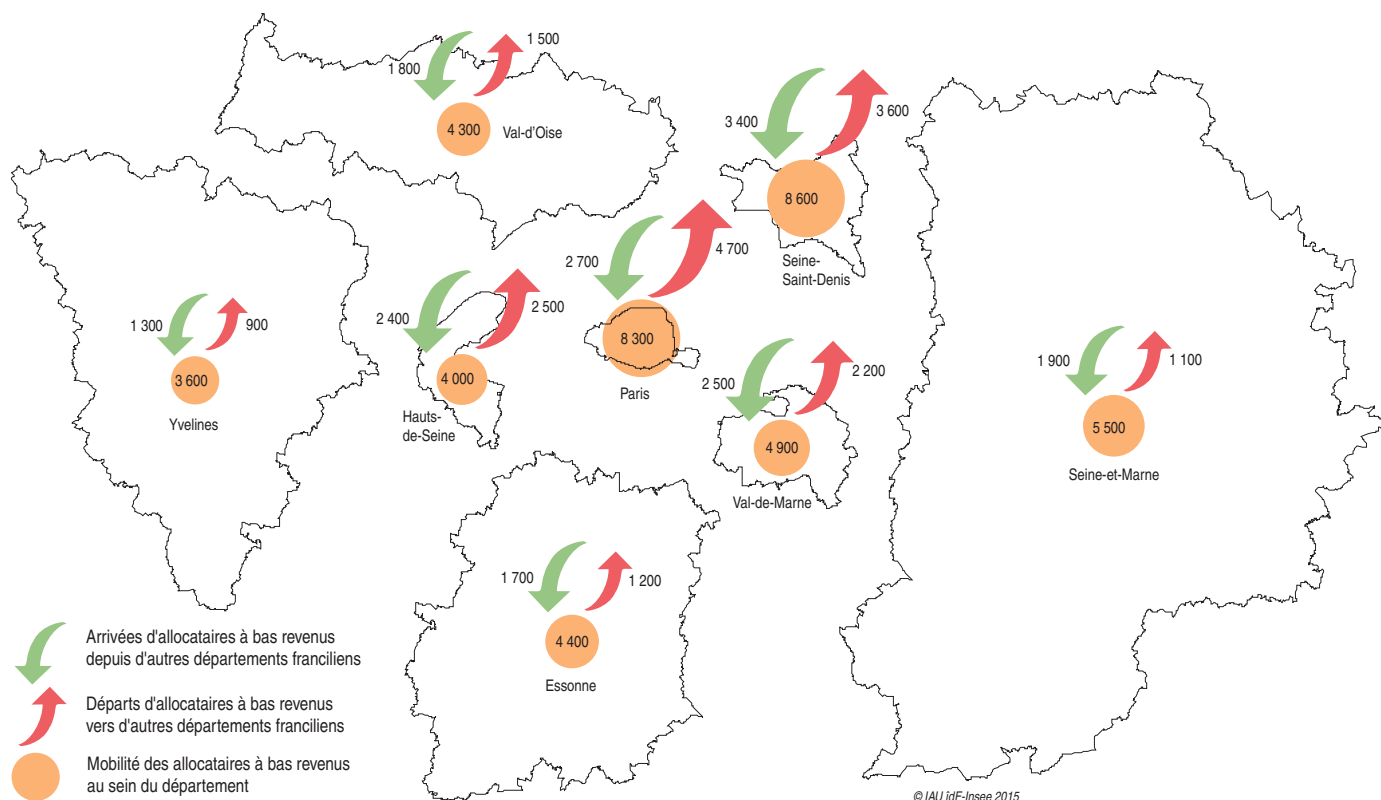 1 500
1 800
4 300
Val-d'Oise
3 400
3 600
8 600
Seine-
Saint-Denis
2 700
4 700
8 300
Paris
2 400
2 500
4 000
Hauts-
de-Seine
1 300
900
3 600
Yvelines
2 500
2 200
4 900
Val-de-Marne
1 900
1 100
5 500
Seine-et-Marne
1 700
1 200
4 400
Essonne
Arrivées d'allocataires à bas revenus
depuis d'autres départements franciliens
Départs d'allocataires à bas revenus
vers d'autres départements franciliens
Mobilité des allocataires à bas revenus
au sein du département
© IAU îdF-Insee 2015